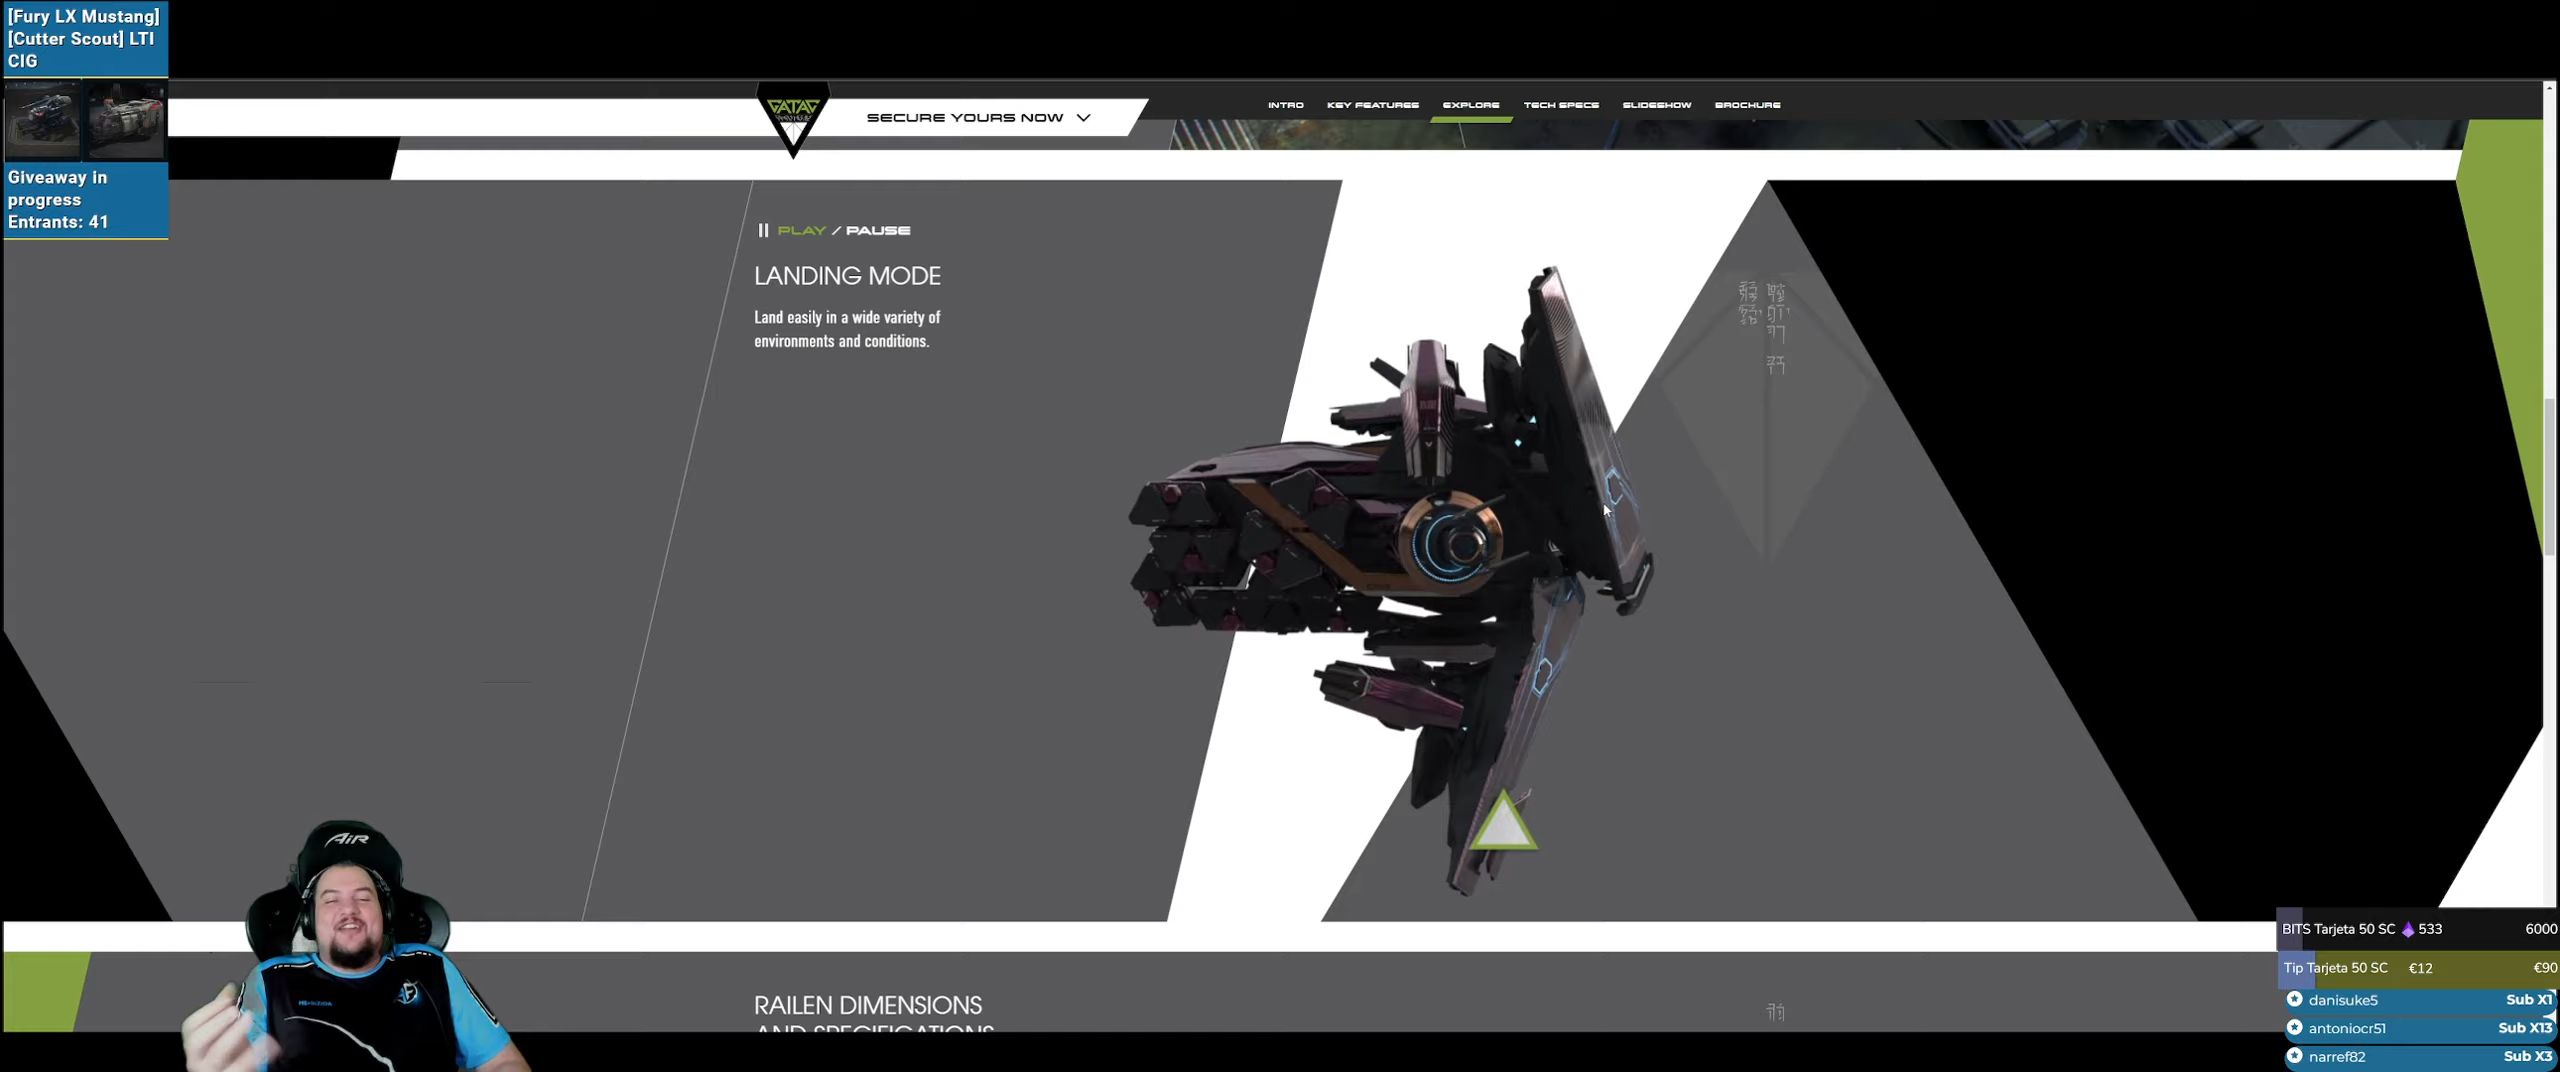 [Fury LX Mustang]
[Cutter Scout] LTI
CIG
Giveaway in
progress
Entrants: 41
GATAC
SECURE YOURS NOW
INTRO KEY FEATURES EXPLORE TECH SPECS SLIDESHOW BROCHURE
PLAY / PAUSE
LANDING MODE
Land easily in a wide variety of
environments and conditions.
AiR
RAILEN DIMENSIONS
AND SPECIFICATIONS
BITS Tarjeta 50 SC 533 6000
Tip Tarjeta 50 SC €12 €90
danisuke5 Sub X1
antoniocr51 Sub X13
narref82 Sub X3